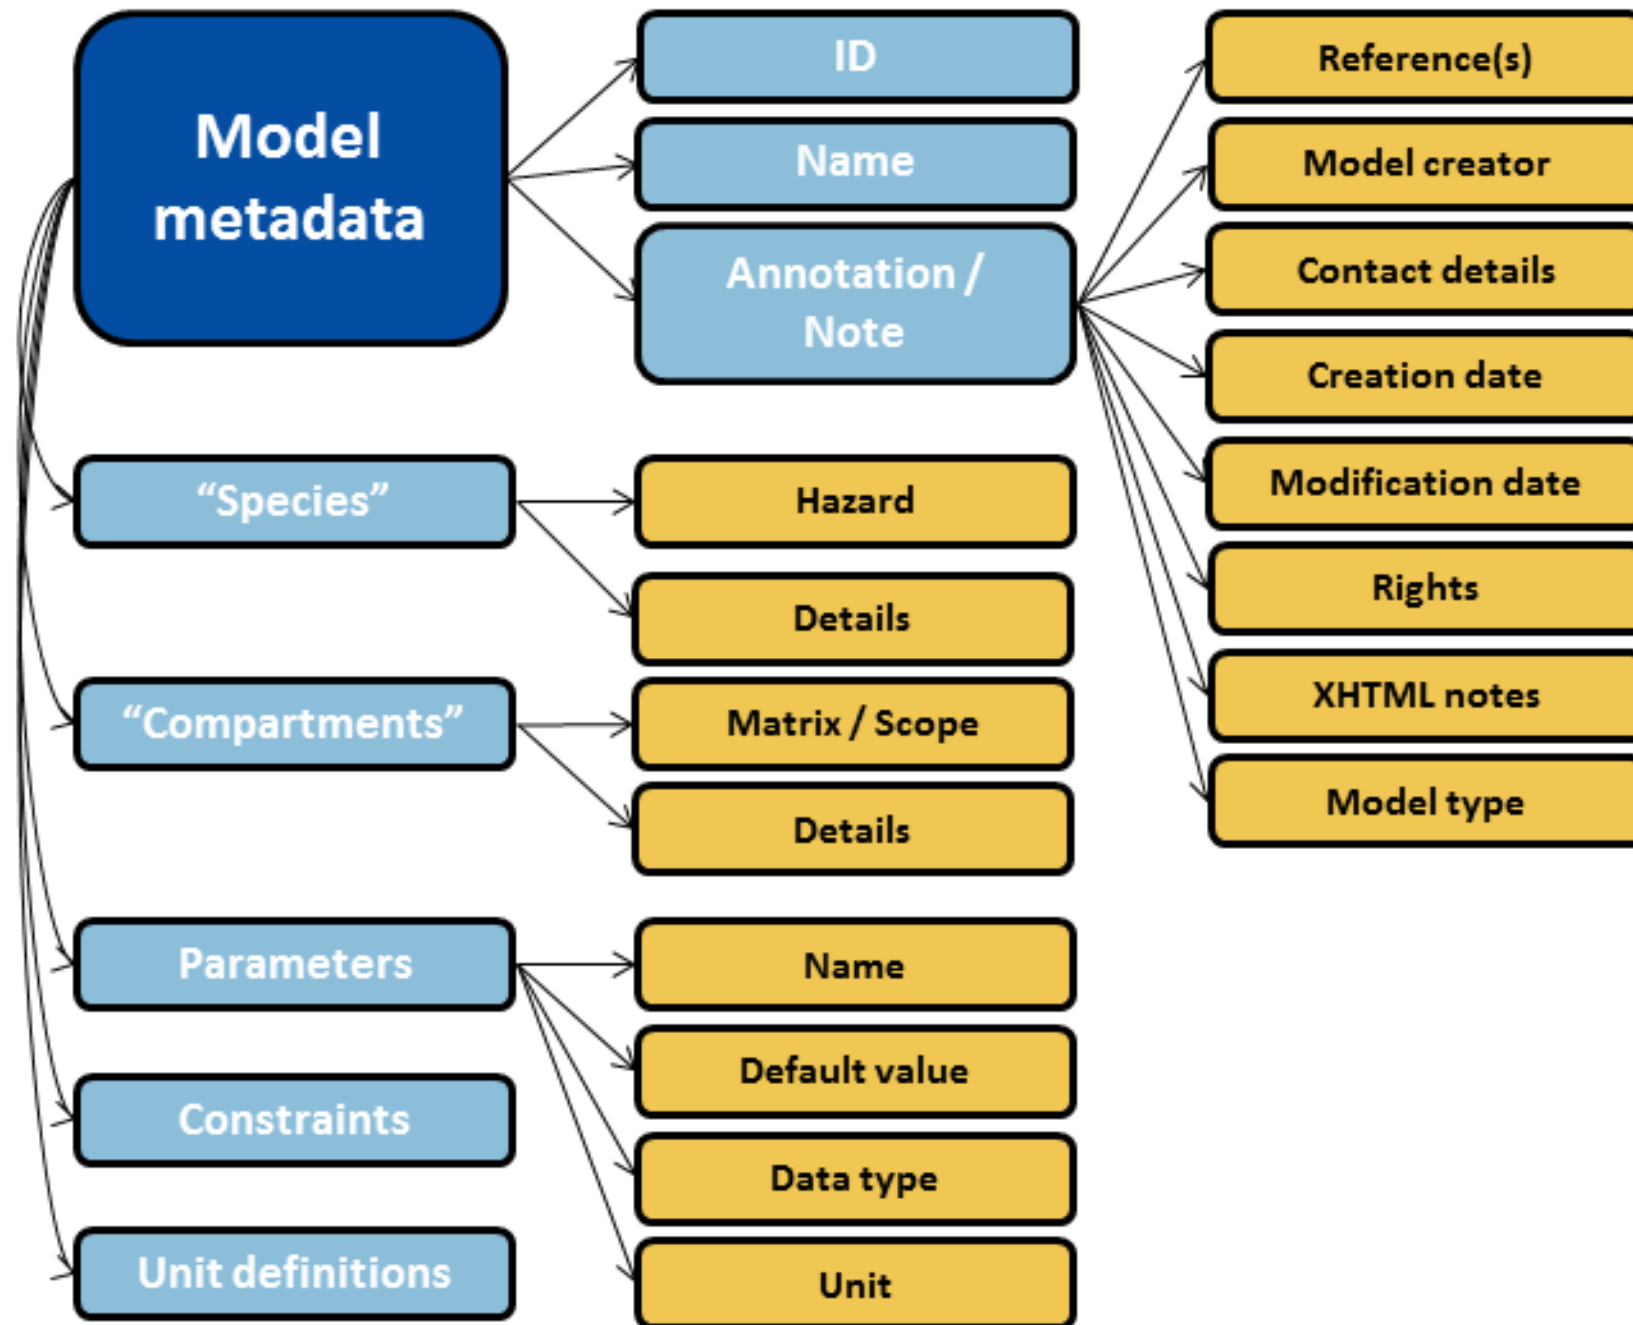 Model
metadata
ID
Name
Annotation /
Note
Reference(s)
Model creator
Contact details
Creation date
Modification date
Rights
XHTML notes
Model type
“Species”
Hazard
Details
“Compartments”
Matrix / Scope
Details
Parameters
Name
Default value
Data type
Unit
Constraints
Unit definitions